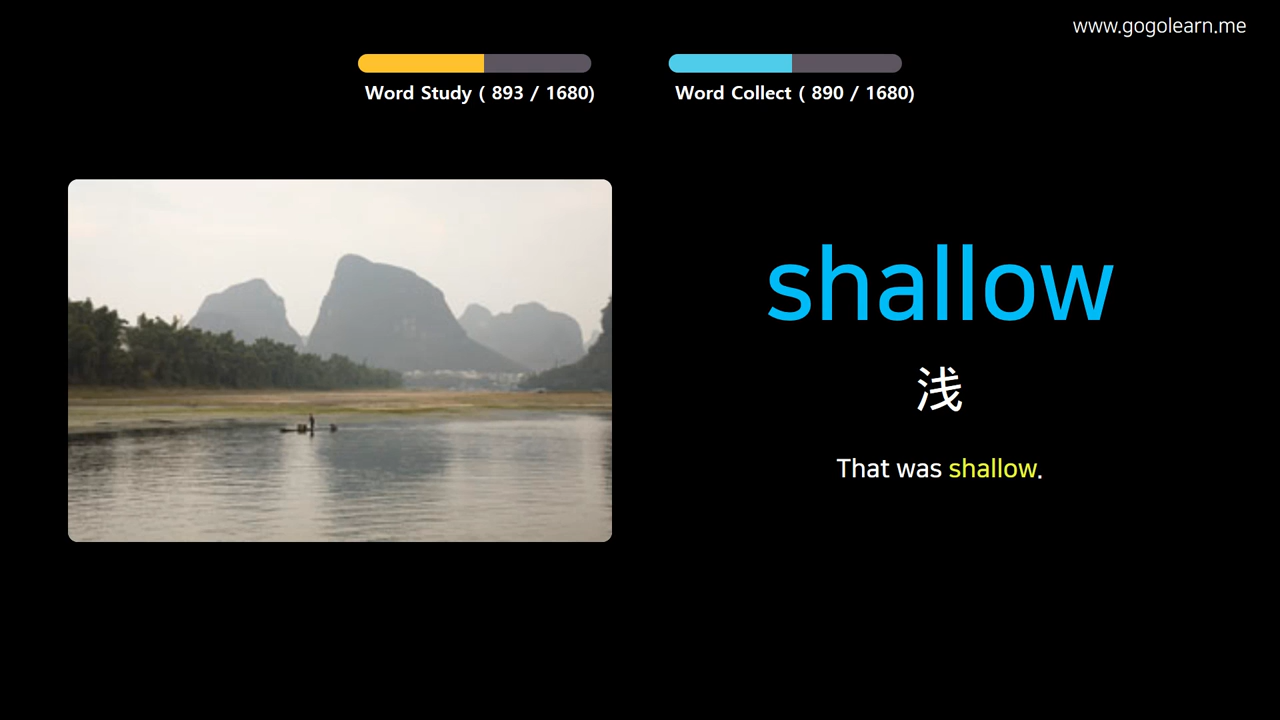 www.gogolearn.me
Word Study ( 893 / 1680)
Word Collect ( 890 / 1680)
shallow
浅
That was shallow.